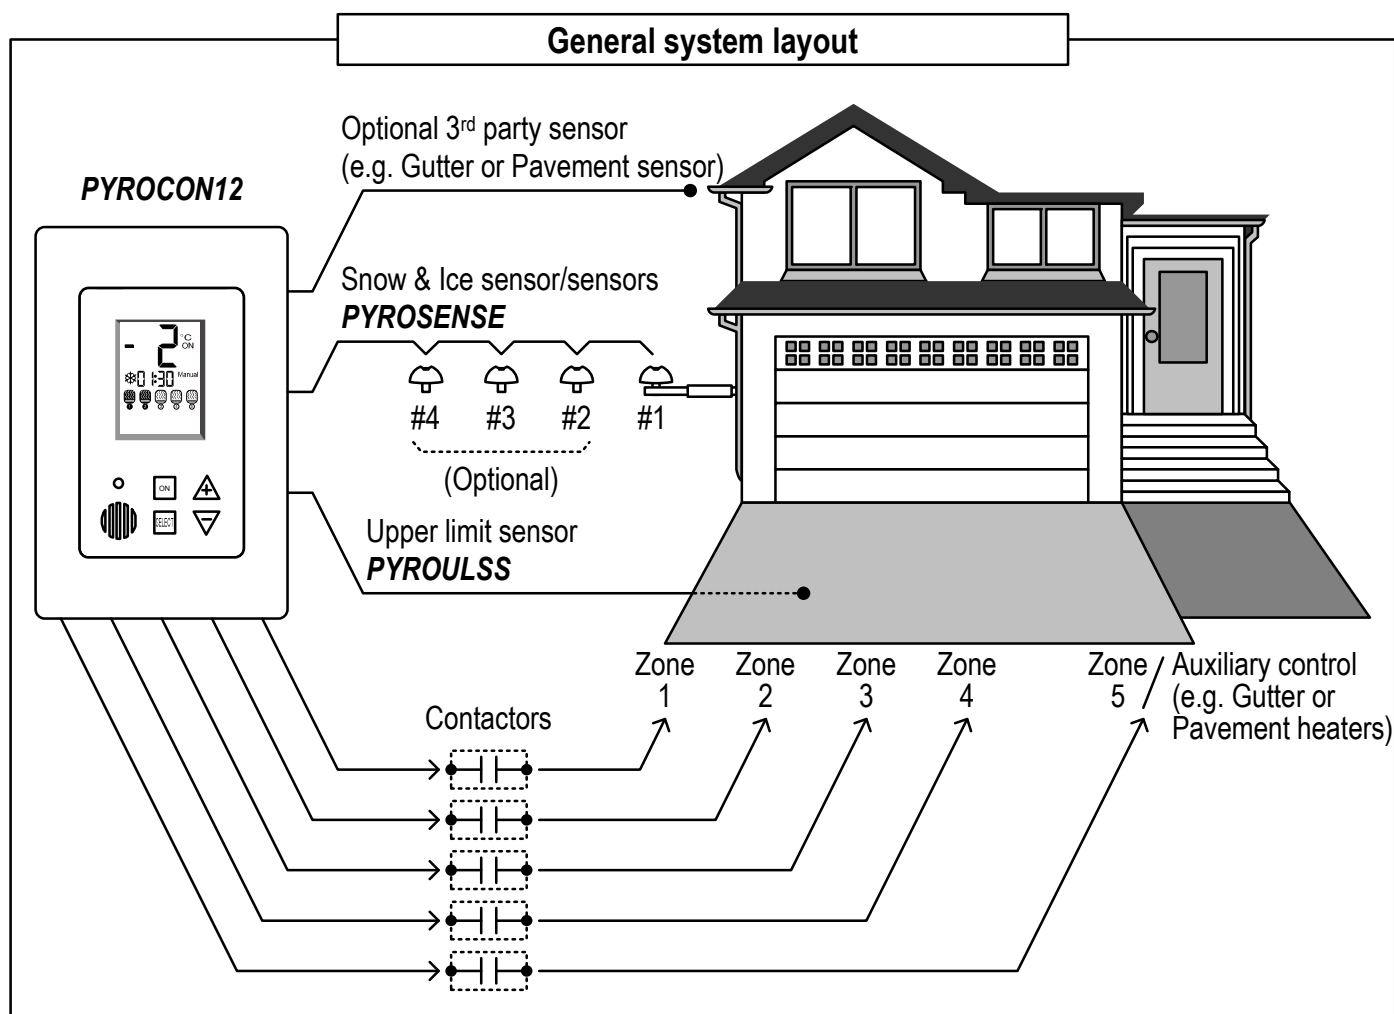 General system layout
Optional 3rd party sensor
(e.g. Gutter or Pavement sensor)
PYROCON12
Snow & Ice sensor/sensors
PYROSENSE
- 2 °C
ON
01:30 Manual
#4 #3 #2 #1
(Optional)
ON
SELECT
Upper limit sensor
PYROULSS
Zone
1
Zone
2
Zone
3
Zone
4
Zone
5
Auxiliary control
(e.g. Gutter or
Pavement heaters)
Contactors